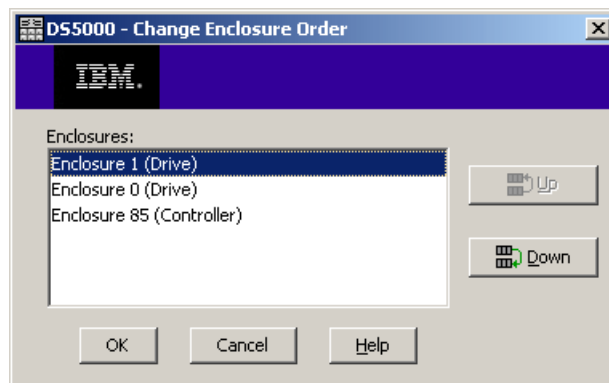 DS5000 - Change Enclosure Order
IBM.
Enclosures:
Enclosure 1 (Drive)
Enclosure 0 (Drive)
Enclosure 85 (Controller)
Up
Down
OK Cancel Help